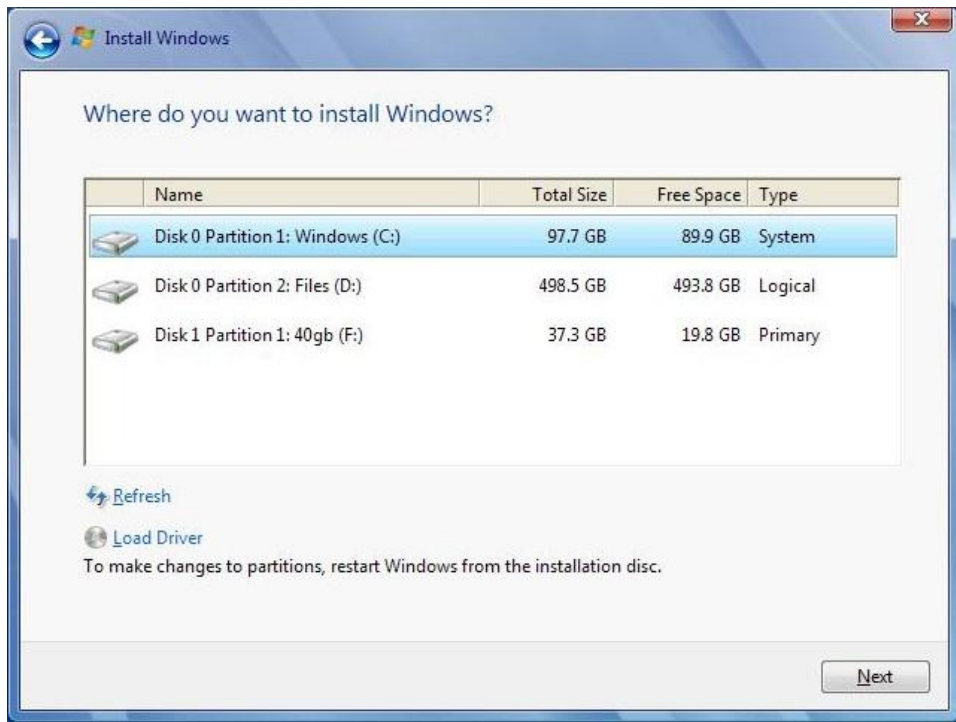 Install Windows
Where do you want to install Windows?
Name Total Size Free Space Type
Disk 0 Partition 1: Windows (C:) 97.7 GB 89.9 GB System
Disk 0 Partition 2: Files (D:) 498.5 GB 493.8 GB Logical
Disk 1 Partition 1: 40gb (F:) 37.3 GB 19.8 GB Primary
Refresh
Load Driver
To make changes to partitions, restart Windows from the installation disc.
Next